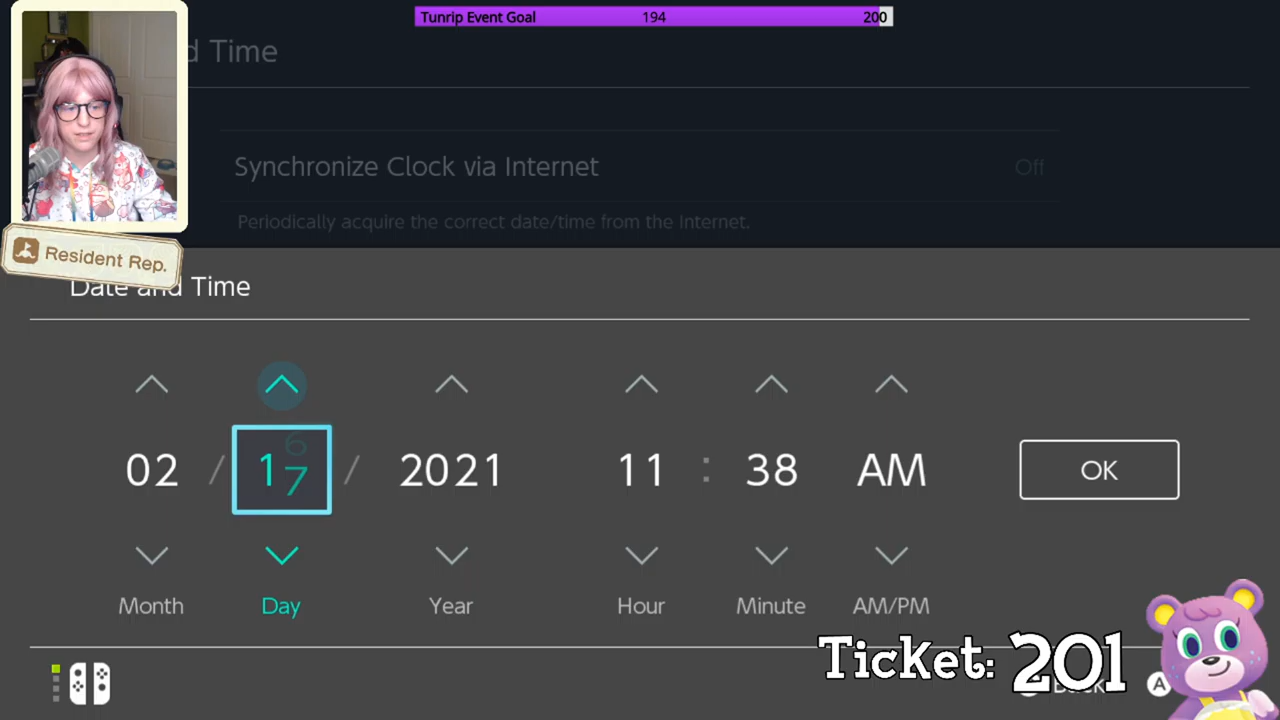 Tunrip Event Goal 194 200
d Time
Synchronize Clock via Internet Off
Periodically acquire the correct date/time from the Internet.
Resident Rep.
Date and Time
02 / 17 / 2021 11 : 38 AM OK
Month Day Year Hour Minute AM/PM
Ticket: 201
Back A